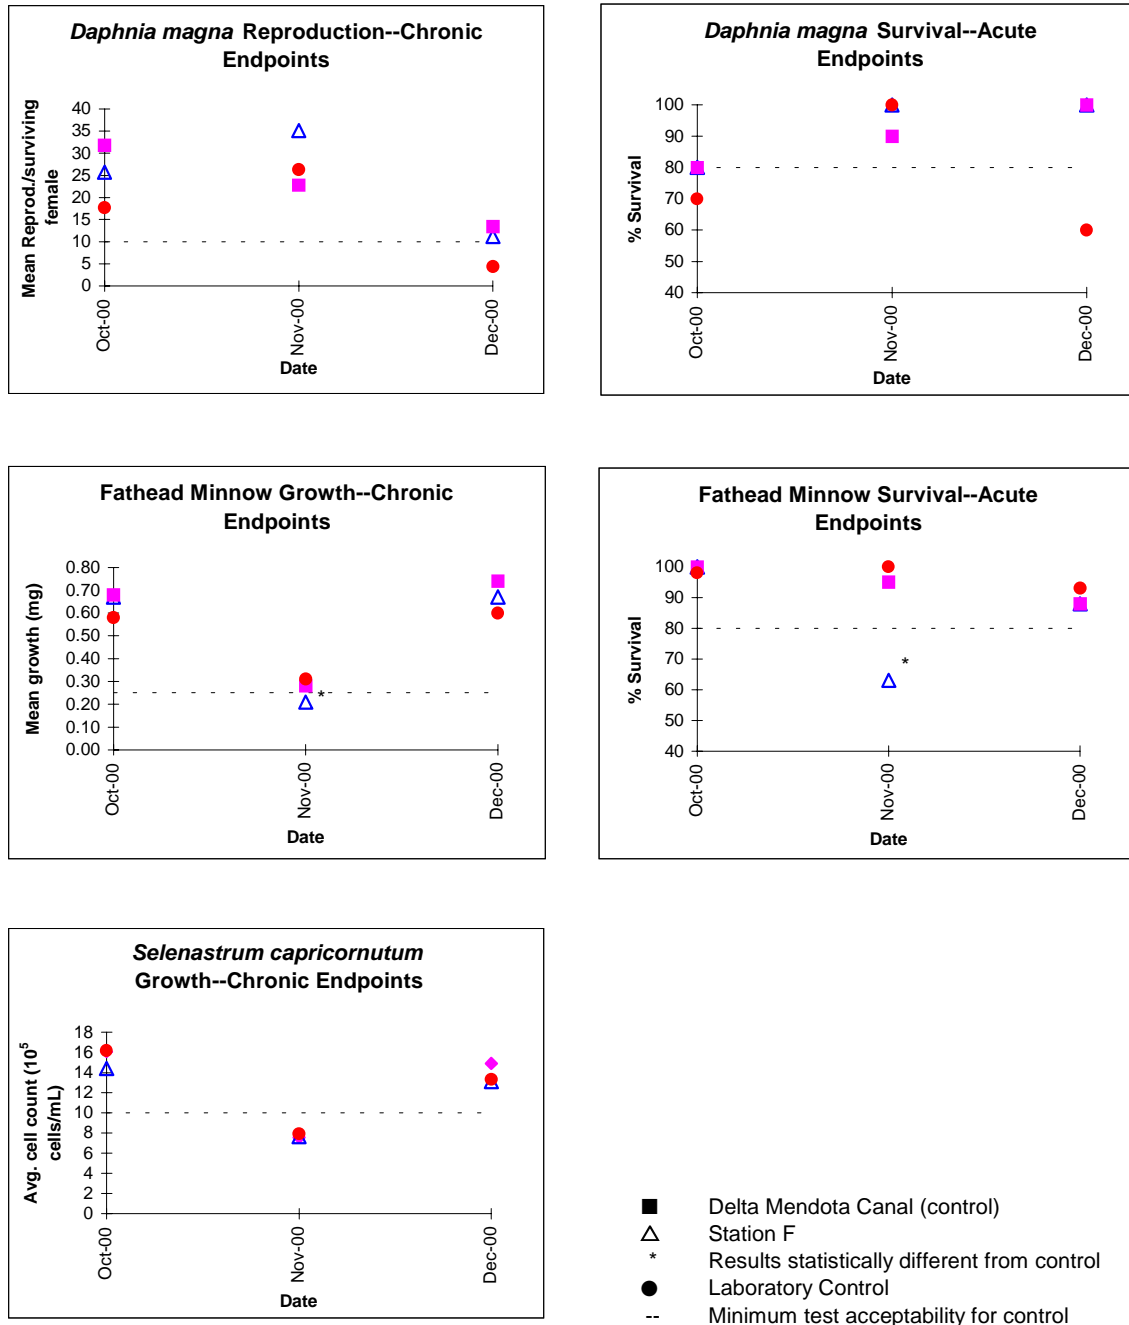 Daphnia magna Reproduction--Chronic
Endpoints
Mean Reprod./surviving
female
40
35
30
25
20
15
10
5
0
Oct-00
Nov-00
Dec-00
Date
Daphnia magna Survival--Acute
Endpoints
% Survival
100
90
80
70
60
50
40
Oct-00
Nov-00
Dec-00
Date
Fathead Minnow Growth--Chronic
Endpoints
Mean growth (mg)
0.80
0.70
0.60
0.50
0.40
0.30
0.20
0.10
0.00
*
Oct-00
Nov-00
Dec-00
Date
Fathead Minnow Survival--Acute
Endpoints
% Survival
100
90
80
70
60
50
40
*
Oct-00
Nov-00
Dec-00
Date
Selenastrum capricornutum
Growth--Chronic Endpoints
Avg. cell count (10⁵
cells/mL)
18
16
14
12
10
8
6
4
2
0
Oct-00
Nov-00
Dec-00
Date
Delta Mendota Canal (control)
Station F
* Results statistically different from control
Laboratory Control
-- Minimum test acceptability for control